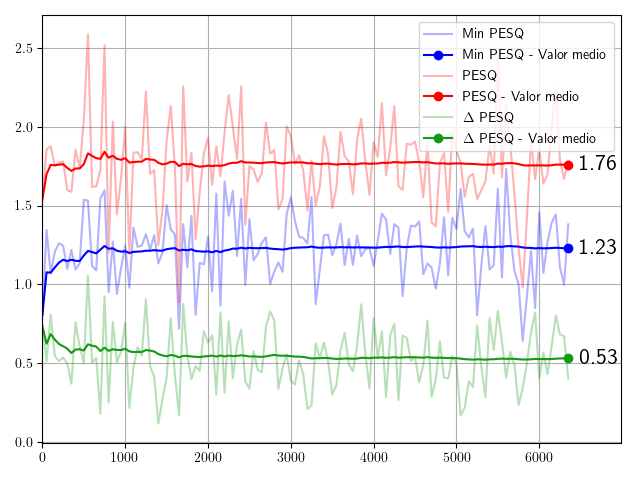 Min PESQ
Min PESQ - Valor medio
PESQ
PESQ - Valor medio
Δ PESQ
Δ PESQ - Valor medio
2.5
2.0
1.5
1.0
0.5
0.0
1.76
1.23
0.53
0 1000 2000 3000 4000 5000 6000